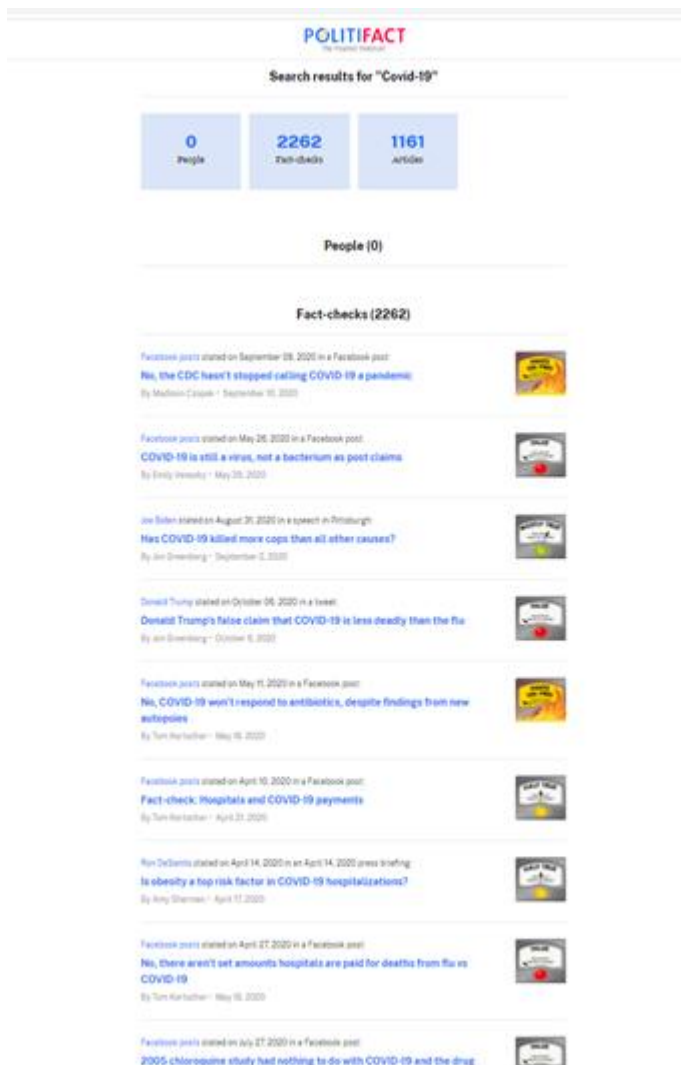 POLITIFACT
Search results for "Covid-19"
0
People
2262
Fact-checks
1161
Articles
People (0)
Fact-checks (2262)
Facebook posts stated on September 09, 2020 in a Facebook post:
No, the CDC hasn't stopped calling COVID-19 a pandemic
By Madison Czopek • September 10, 2020
Facebook posts stated on May 26, 2020 in a Facebook post:
COVID-19 is still a virus, not a bacterium as post claims
By Emily Venezky • May 29, 2020
Joe Biden stated on August 31, 2020 in a speech in Pittsburgh:
Has COVID-19 killed more cops than all other causes?
MOSTLY TRUE
By Jon Greenberg • September 2, 2020
Donald Trump stated on October 06, 2020 in a tweet:
Donald Trump's false claim that COVID-19 is less deadly than the flu
By Jon Greenberg • October 6, 2020
Facebook posts stated on May 11, 2020 in a Facebook post:
No, COVID-19 won't respond to antibiotics, despite findings from new
autopsies
By Tom Kertscher • May 2020
Facebook posts stated on April 10, 2020 in a Facebook post:
Fact-check: Hospitals and COVID-19 payments
HALF TRUE
By Tom Kertscher • April 21, 2020
Ron DeSantis stated on April 14, 2020 in an April 14, 2020 press briefing:
Is obesity a top risk factor in COVID-19 hospitalizations?
HALF TRUE
By Amy Sherman • April 17, 2020
Facebook posts stated on April 27, 2020 in a Facebook post:
No, there aren't set amounts hospitals are paid for deaths from flu vs
COVID-19
FALSE
By Tom Kertscher • May 2020
Facebook posts stated on July 27, 2020 in a Facebook post:
2005 chloroquine study had nothing to do with COVID-19 and the drug